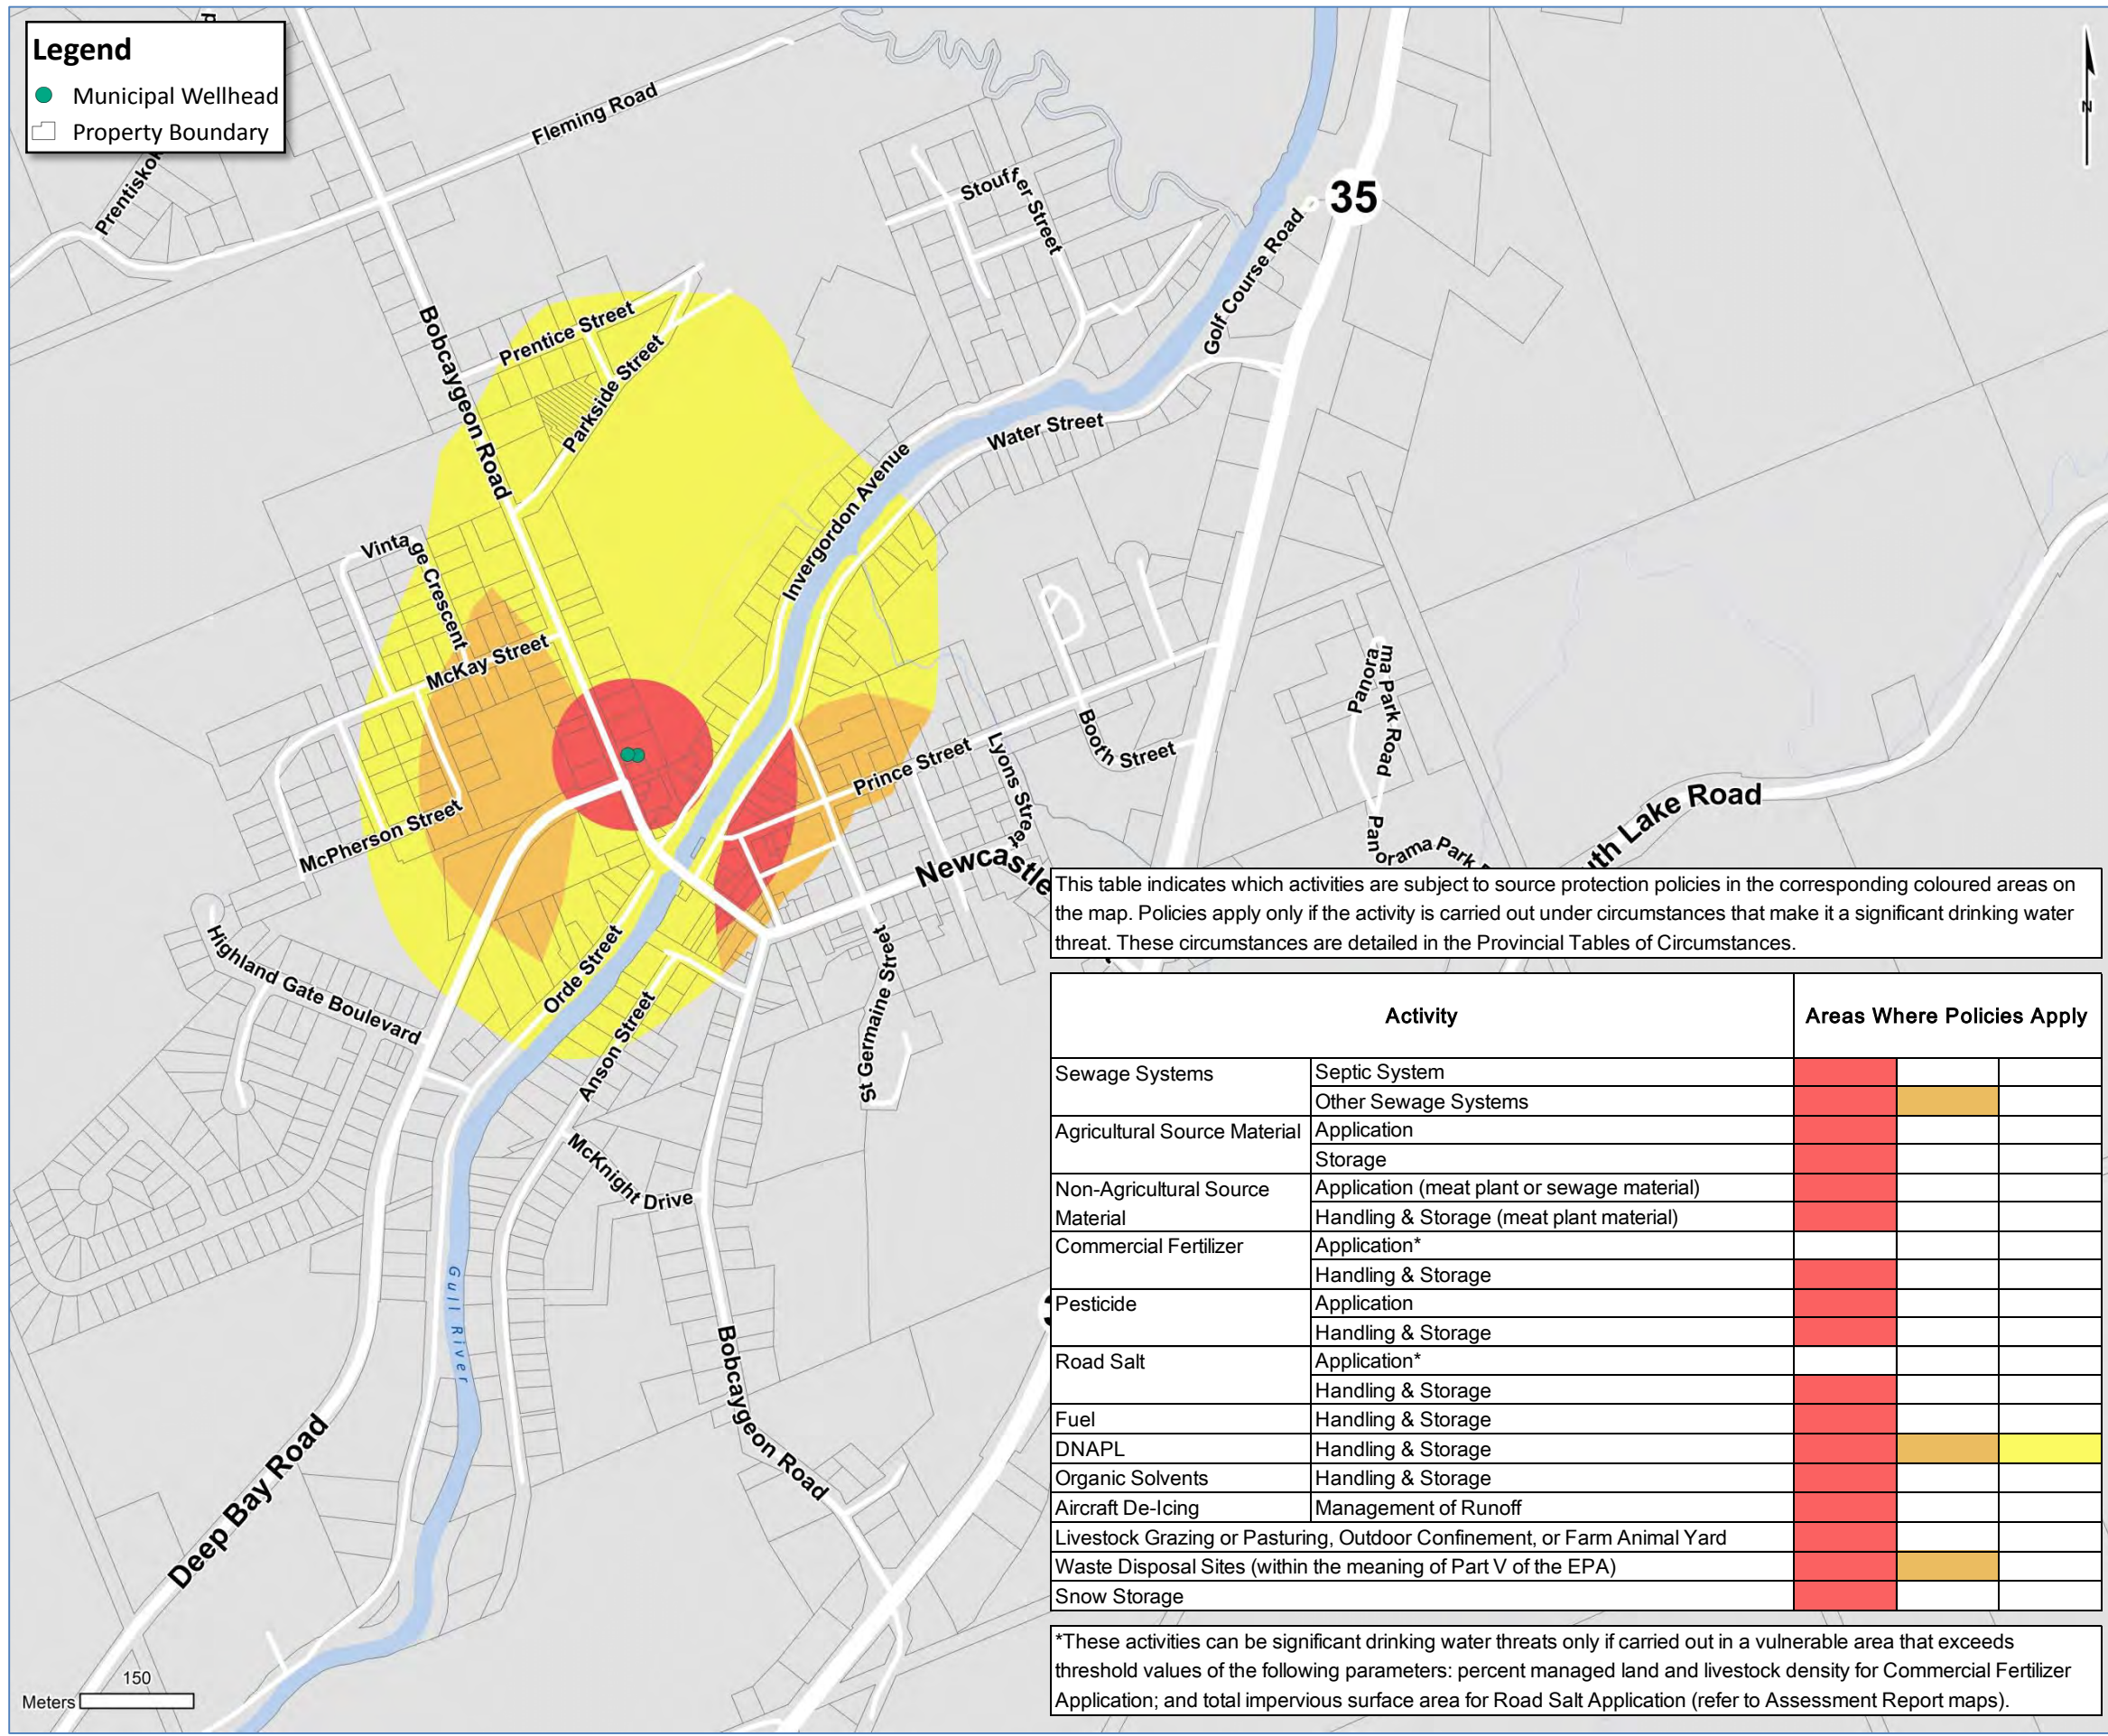 Legend
Municipal Wellhead
Property Boundary
Fleming Road
Stouffer Street
35
N
Golf Course Road
Bobcaygeon Road
Prentice Street
Parkside Street
Water Street
Invergordon Avenue
Vintage Crescent
McKay Street
Panorama Park Road
Booth Street
Prince Street
Lyons Street
McPherson Street
Lake Road
Newcastle
Panorama Park
Highland Gate Boulevard
Orde Street
St Germaine Street
Anson Street
McKnight Drive
Gull River
Bobcaygeon Road
Deep Bay Road
150
Meters
This table indicates which activities are subject to source protection policies in the corresponding coloured areas on
the map. Policies apply only if the activity is carried out under circumstances that make it a significant drinking water
threat. These circumstances are detailed in the Provincial Tables of Circumstances.
Activity Areas Where Policies Apply
Sewage Systems Septic System
Other Sewage Systems
Agricultural Source Material Application
Storage
Non-Agricultural Source Application (meat plant or sewage material)
Material Handling & Storage (meat plant material)
Commercial Fertilizer Application*
Handling & Storage
Pesticide Application
Handling & Storage
Road Salt Application*
Handling & Storage
Fuel Handling & Storage
DNAPL Handling & Storage
Organic Solvents Handling & Storage
Aircraft De-Icing Management of Runoff
Livestock Grazing or Pasturing, Outdoor Confinement, or Farm Animal Yard
Waste Disposal Sites (within the meaning of Part V of the EPA)
Snow Storage
*These activities can be significant drinking water threats only if carried out in a vulnerable area that exceeds
threshold values of the following parameters: percent managed land and livestock density for Commercial Fertilizer
Application; and total impervious surface area for Road Salt Application (refer to Assessment Report maps).